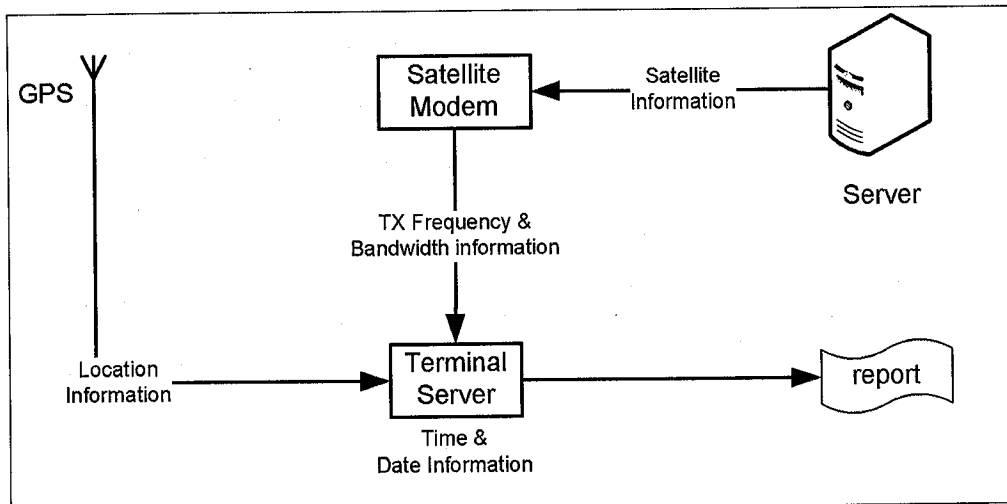 GPS
Satellite
Modem
Satellite
Information
Server
TX Frequency &
Bandwidth information
Location
Information
Terminal
Server
report
Time &
Date Information